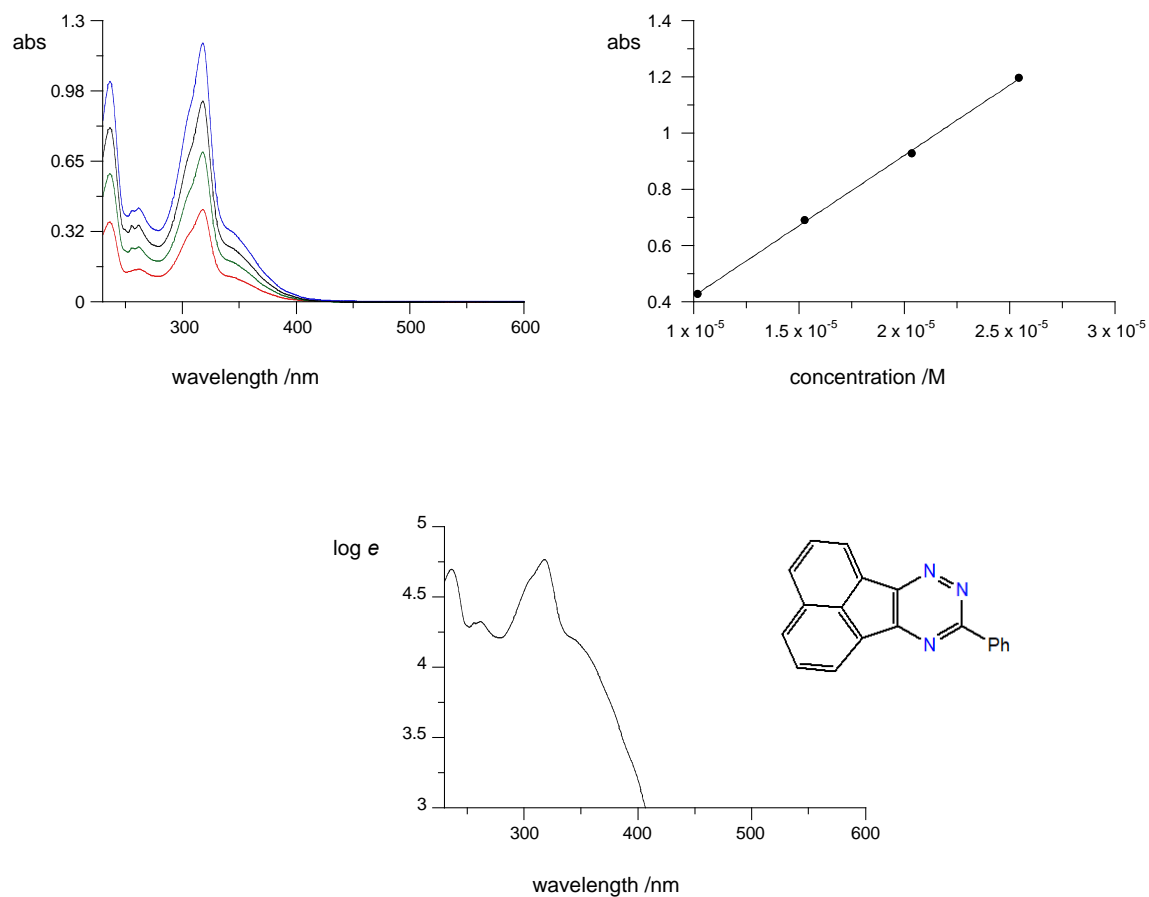 1.3
abs
0.98
0.65
0.32
0
300
400
500
600
wavelength /nm
1.4
abs
1.2
1
0.8
0.6
0.4
1 x 10-5
1.5 x 10-5
2 x 10-5
2.5 x 10-5
3 x 10-5
concentration /M
5
log e
4.5
4
3.5
3
300
400
500
600
wavelength /nm
N
N
N
Ph